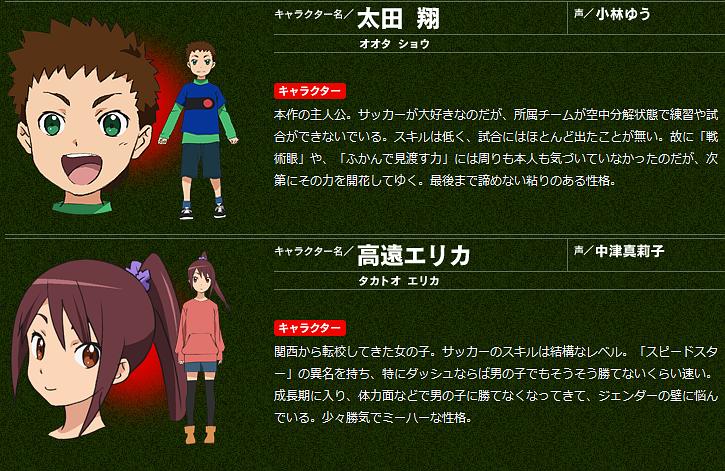 キャラクター名／太田 翔
声／小林ゆう
オオタ ショウ
キャラクター
本作の主人公。サッカーが大好きなのだが、所属チームが空中分解状態で練習や試
合ができないでいる。スキルは低く、試合にはほとんど出たことが無い。故に「戦
術眼」や、「ふかんで見渡す力」には周りも本人も気づいていなかったのだが、次
第にその力を開花してゆく。最後まで諦めない粘りのある性格。
キャラクター名／高遠エリカ
声／中津真莉子
タカトオ エリカ
キャラクター
関西から転校してきた女の子。サッカーのスキルは結構なレベル。「スピードスタ
ー」の異名を持ち、特にダッシュならば男の子でもそうそう勝てないくらい速い。
成長期に入り、体力面などで男の子に勝てなくなってきて、ジェンダーの壁に悩ん
でいる。少々勝気でミーハーな性格。